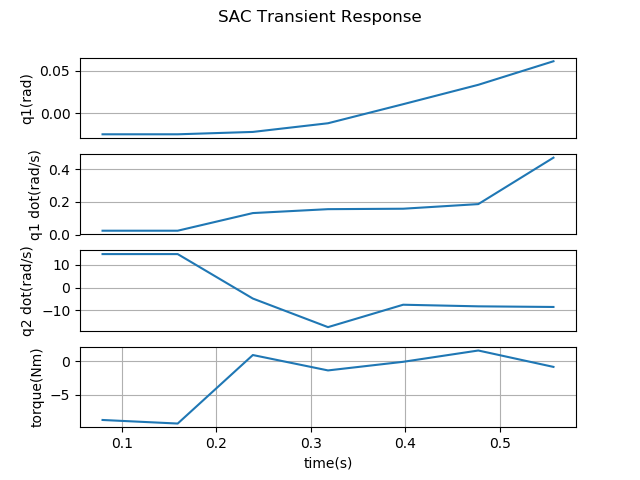 SAC Transient Response
q1(rad)
0.05
0.00
q1 dot(rad/s)
0.4
0.2
0.0
q2 dot(rad/s)
10
0
−10
torque(Nm)
0
−5
0.1 0.2 0.3 0.4 0.5
time(s)